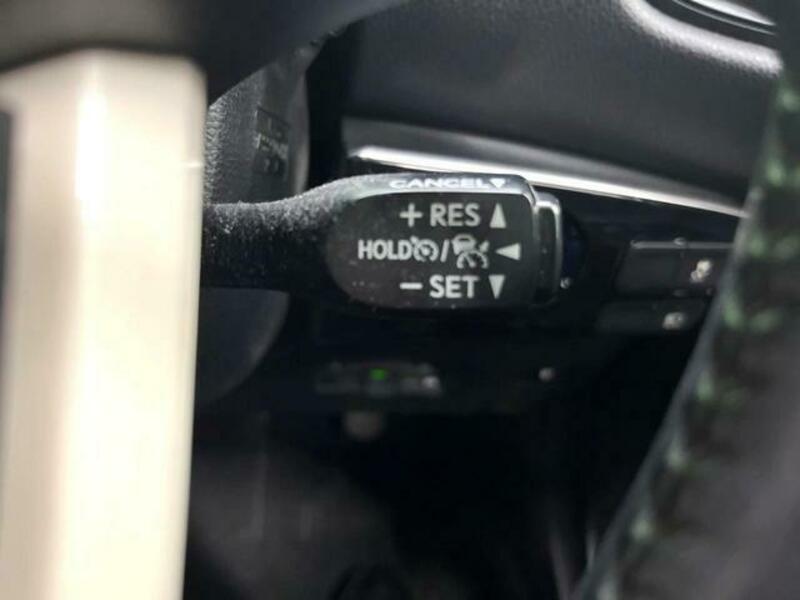 CANCEL▼
+ RES ▲
HOLD / ◄
− SET ▼